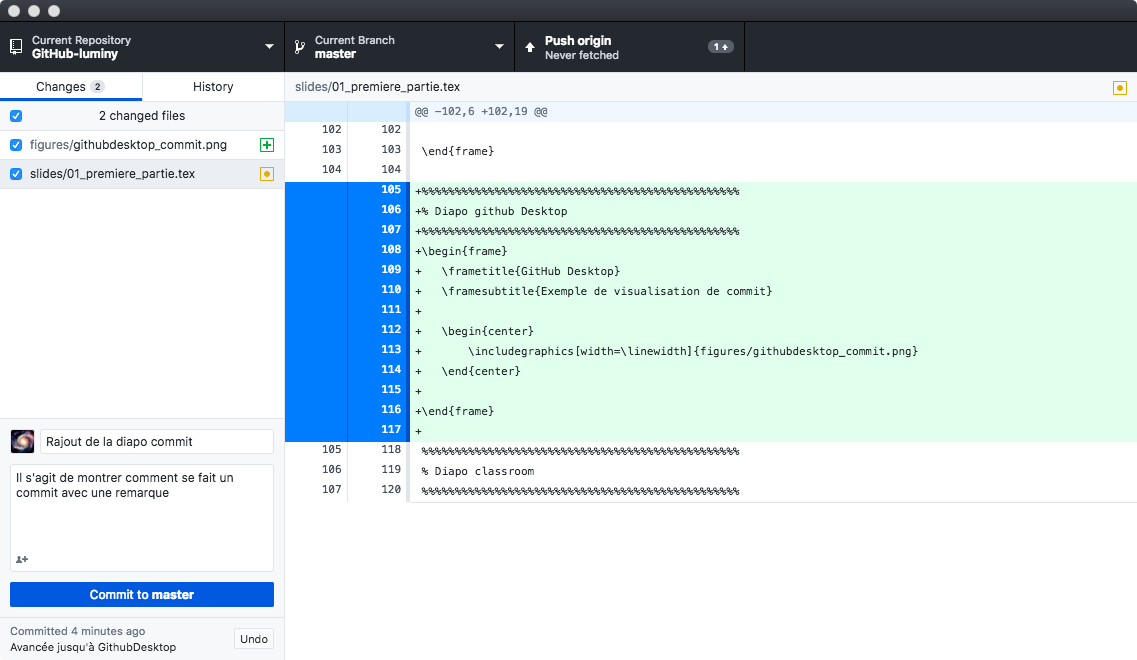 Current Repository
GitHub-luminy
Current Branch
master
Push origin
Never fetched
1
Changes 2
History
2 changed files
figures/githubdesktop_commit.png
slides/01_premiere_partie.tex
slides/01_premiere_partie.tex
@@ -102,6 +102,19 @@
102 102
103 103 \end{frame}
104 104
105 +%%%%%%%%%%%%%%%%%%%%%%%%%%%%%%%%%%%%%%%%%%%%%%%%
106 +% Diapo github Desktop
107 +%%%%%%%%%%%%%%%%%%%%%%%%%%%%%%%%%%%%%%%%%%%%%%%%
108 +\begin{frame}
109 + \frametitle{GitHub Desktop}
110 + \framesubtitle{Exemple de visualisation de commit}
111 +
112 + \begin{center}
113 + \includegraphics[width=\linewidth]{figures/githubdesktop_commit.png}
114 + \end{center}
115 +
116 +\end{frame}
117 +
105 118 %%%%%%%%%%%%%%%%%%%%%%%%%%%%%%%%%%%%%%%%%%%%%%%%
106 119 % Diapo classroom
107 120 %%%%%%%%%%%%%%%%%%%%%%%%%%%%%%%%%%%%%%%%%%%%%%%%
Rajout de la diapo commit
Il s'agit de montrer comment se fait un
commit avec une remarque
Commit to master
Committed 4 minutes ago
Avancée jusqu'à GithubDesktop
Undo